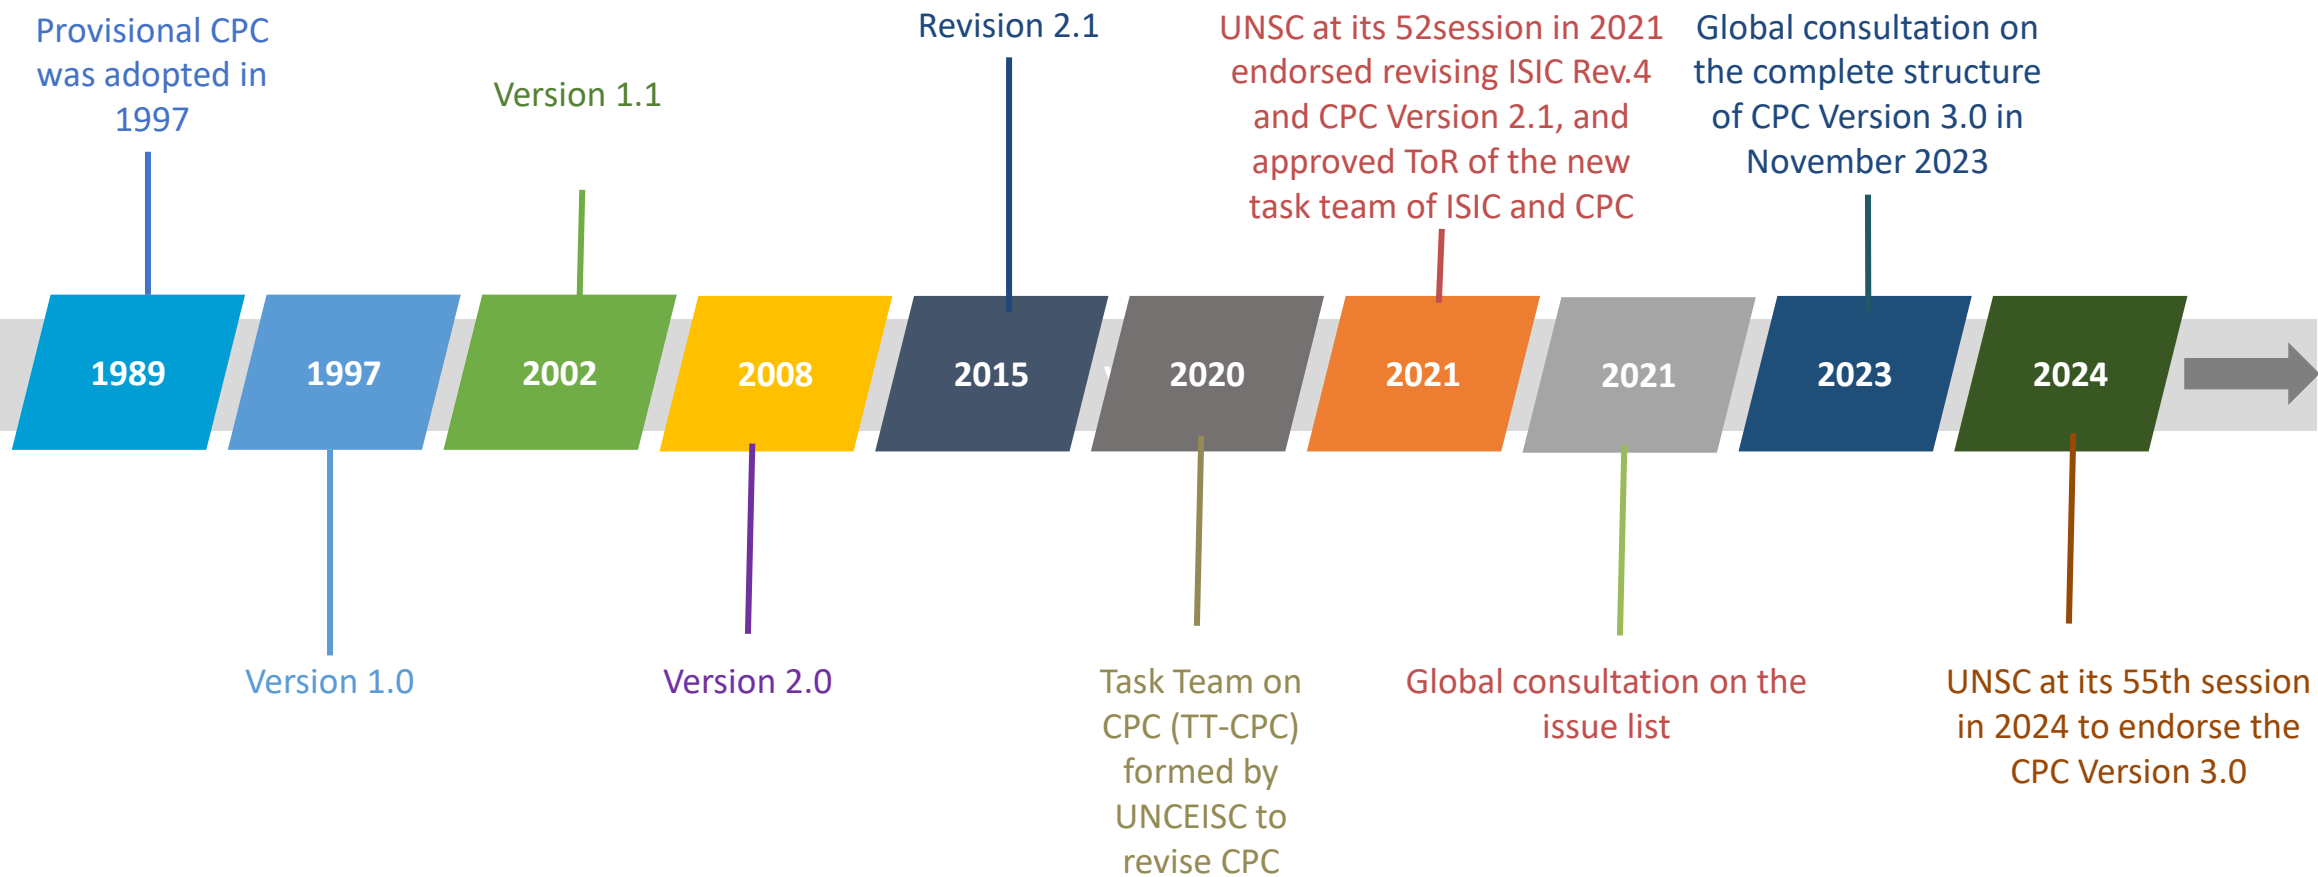 Provisional CPC
was adopted in
1997
Version 1.1
Revision 2.1
UNSC at its 52session in 2021
endorsed revising ISIC Rev.4
and CPC Version 2.1, and
approved ToR of the new
task team of ISIC and CPC
Global consultation on
the complete structure
of CPC Version 3.0 in
November 2023
1989
1997
2002
2008
2015
2020
2021
2021
2023
2024
Version 1.0
Version 2.0
Task Team on
CPC (TT-CPC)
formed by
UNCEISC to
revise CPC
Global consultation on the
issue list
UNSC at its 55th session
in 2024 to endorse the
CPC Version 3.0